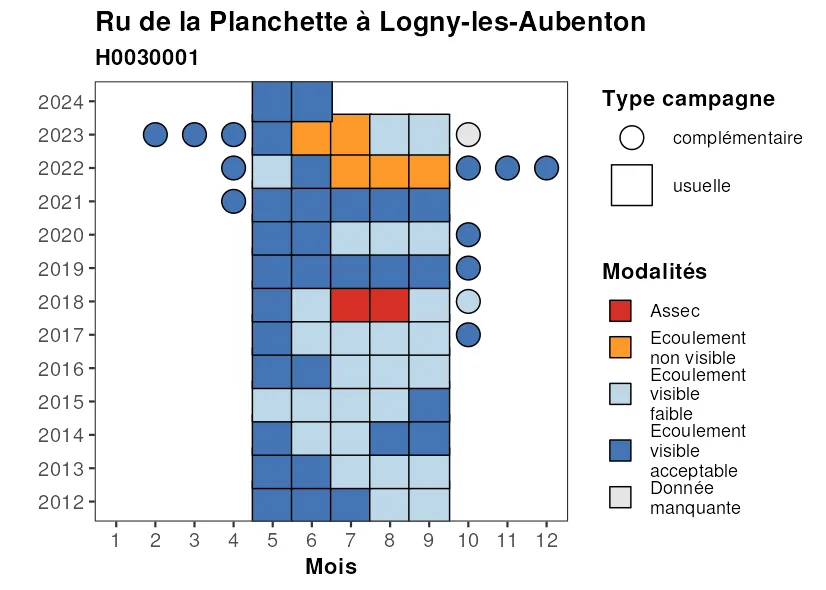 Ru de la Planchette à Logny-les-Aubenton
H0030001
2024
2023
2022
2021
2020
2019
2018
2017
2016
2015
2014
2013
2012
1 2 3 4 5 6 7 8 9 10 11 12
Mois
Type campagne
complémentaire
usuelle
Modalités
Assec
Ecoulement
non visible
Ecoulement
visible
faible
Ecoulement
visible
acceptable
Donnée
manquante